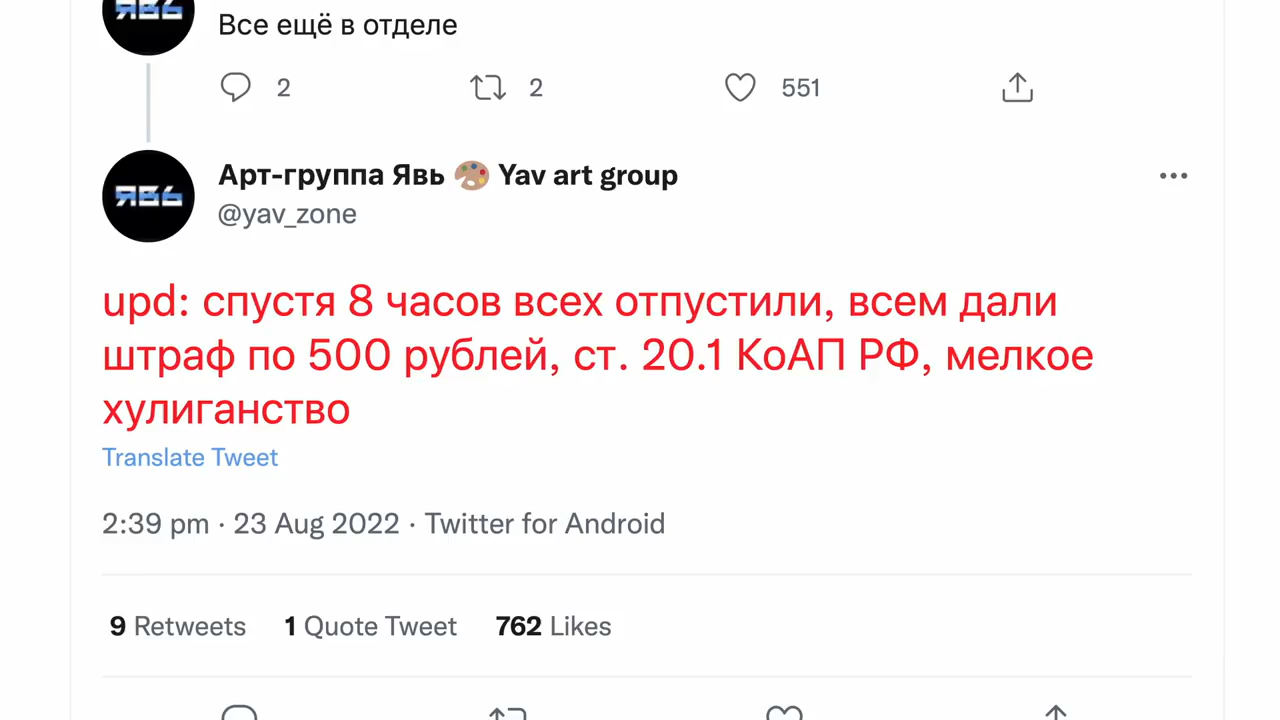 ЯВЬ
Все ещё в отделе
2 2 551
ЯВЬ
Арт-группа Явь 🎨 Yav art group
@yav_zone
upd: спустя 8 часов всех отпустили, всем дали
штраф по 500 рублей, ст. 20.1 КоАП РФ, мелкое
хулиганство
Translate Tweet
2:39 pm · 23 Aug 2022 · Twitter for Android
9 Retweets 1 Quote Tweet 762 Likes